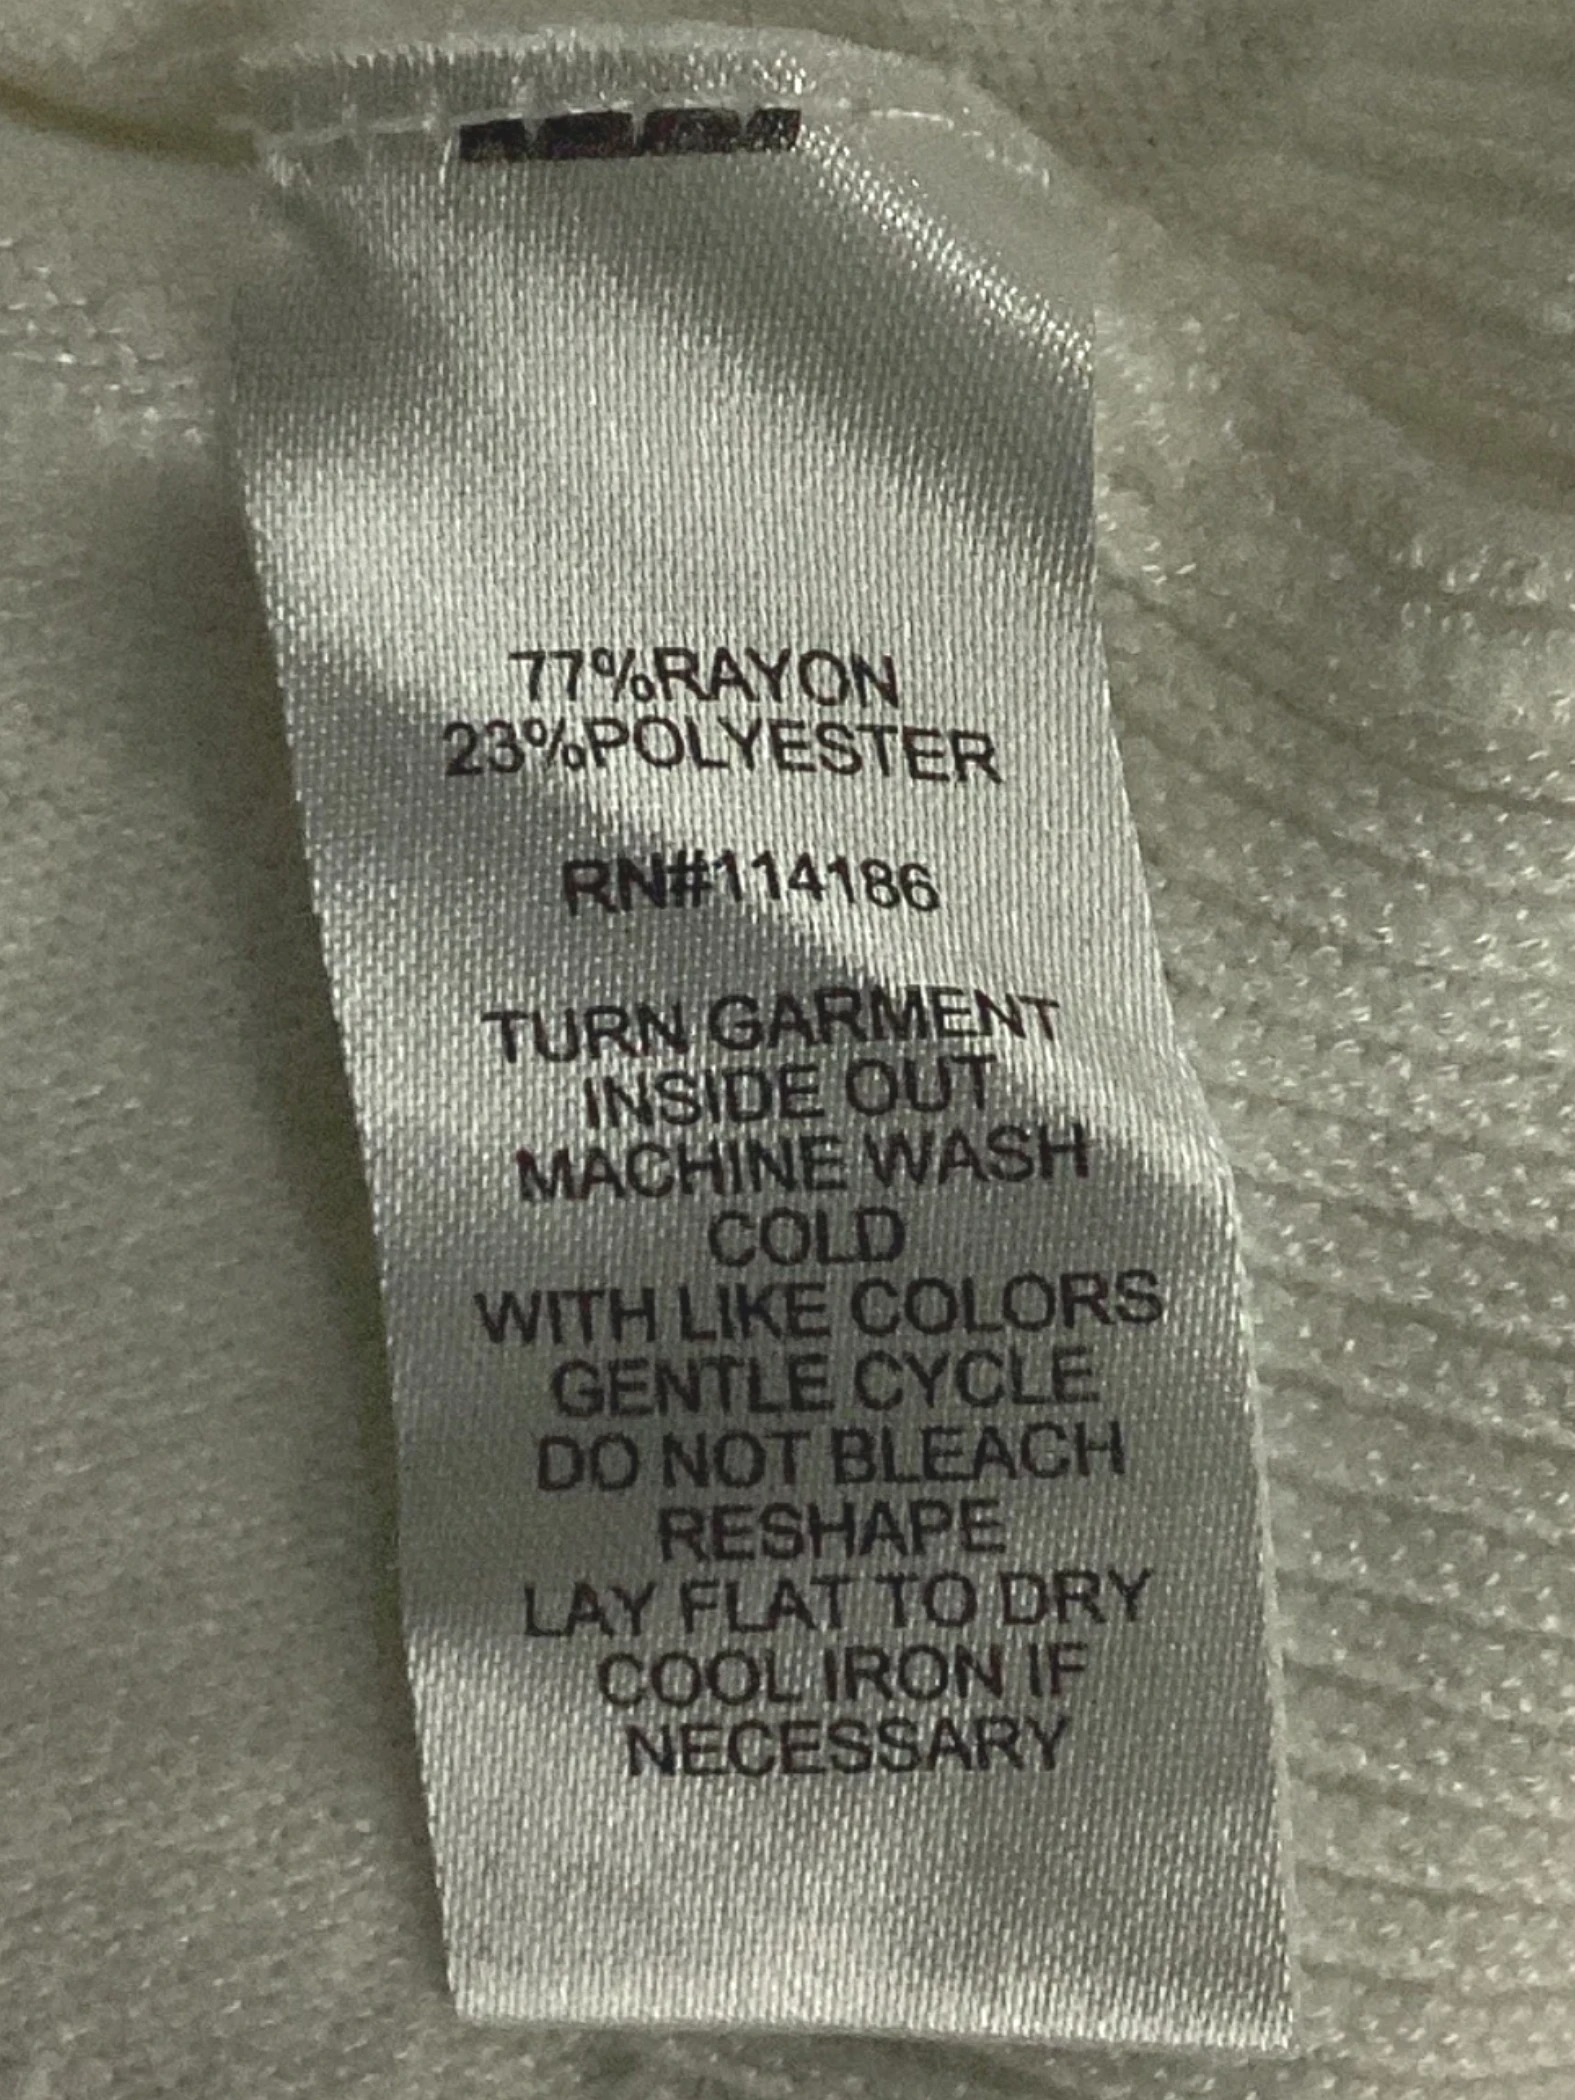 77%RAYON
23%POLYESTER
RN#114186
TURN GARMENT
INSIDE OUT
MACHINE WASH
COLD
WITH LIKE COLORS
GENTLE CYCLE
DO NOT BLEACH
RESHAPE
LAY FLAT TO DRY
COOL IRON IF
NECESSARY